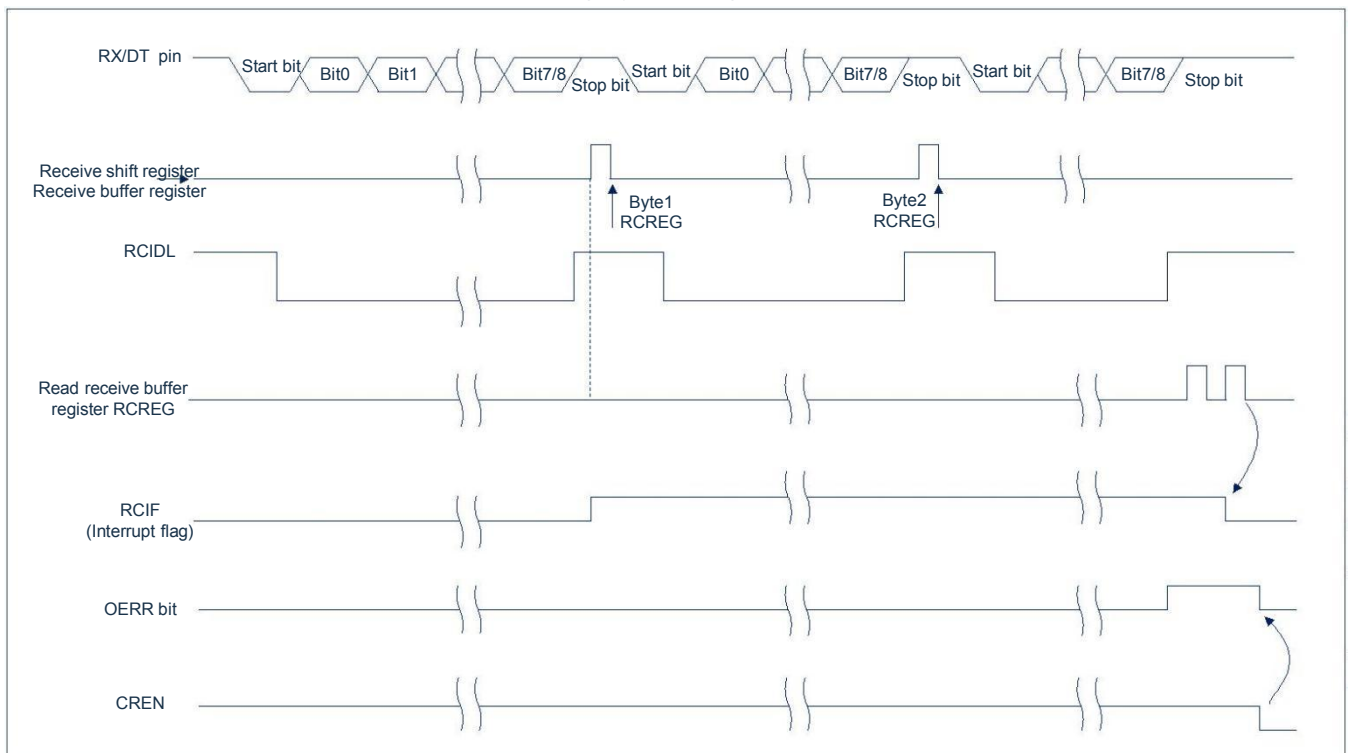 RX/DT pin
Start bit Bit0 Bit1 Bit7/8 Stop bit Start bit Bit0 Bit7/8 Stop bit Start bit Bit7/8 Stop bit
Receive shift register
Receive buffer register
Byte1
RCREG
Byte2
RCREG
RCIDL
Read receive buffer
register RCREG
RCIF
(Interrupt flag)
OERR bit
CREN